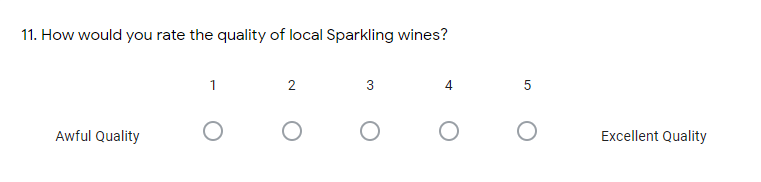 11. How would you rate the quality of local Sparkling wines?
1 2 3 4 5
Awful Quality Excellent Quality